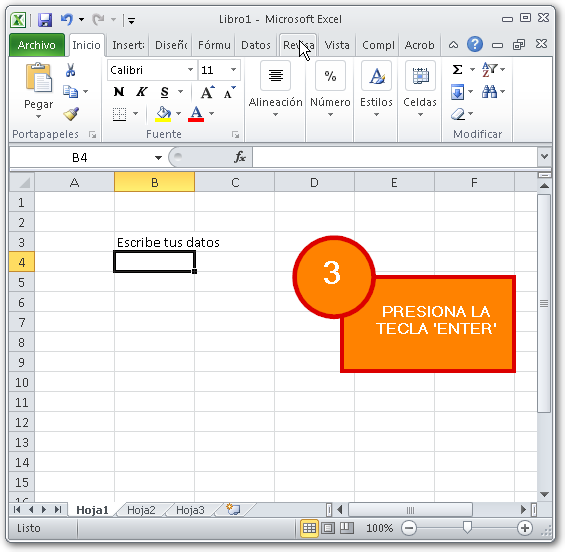 Libro1 - Microsoft Excel
Archivo Inicio Insert Diseño Fórmu Datos Revisa Vista Compl Acrob
Pegar
Calibri 11
N K S A A
A
Alineación
%
Número
A
Estilos
Celdas
Σ A Z
Portapapeles Fuente Modificar
B4 fx
A B C D E F
1
2
3 Escribe tus datos
4
5
6
7
8
9
10
11
12
13
14
15
16
3
PRESIONA LA
TECLA 'ENTER'
Hoja1 Hoja2 Hoja3
Listo 100%